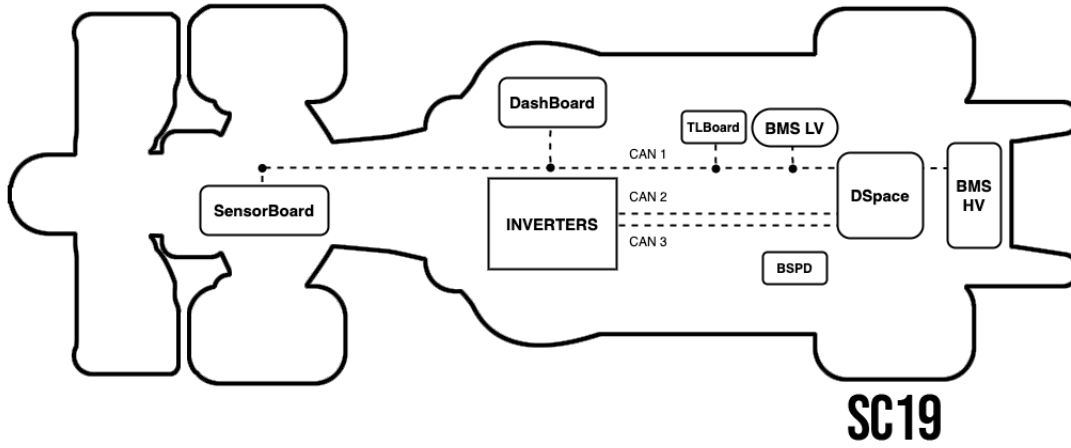 DashBoard
TLBoard
BMS LV
CAN 1
SensorBoard
INVERTERS
CAN 2
DSpace
BMS
HV
CAN 3
BSPD
SC19